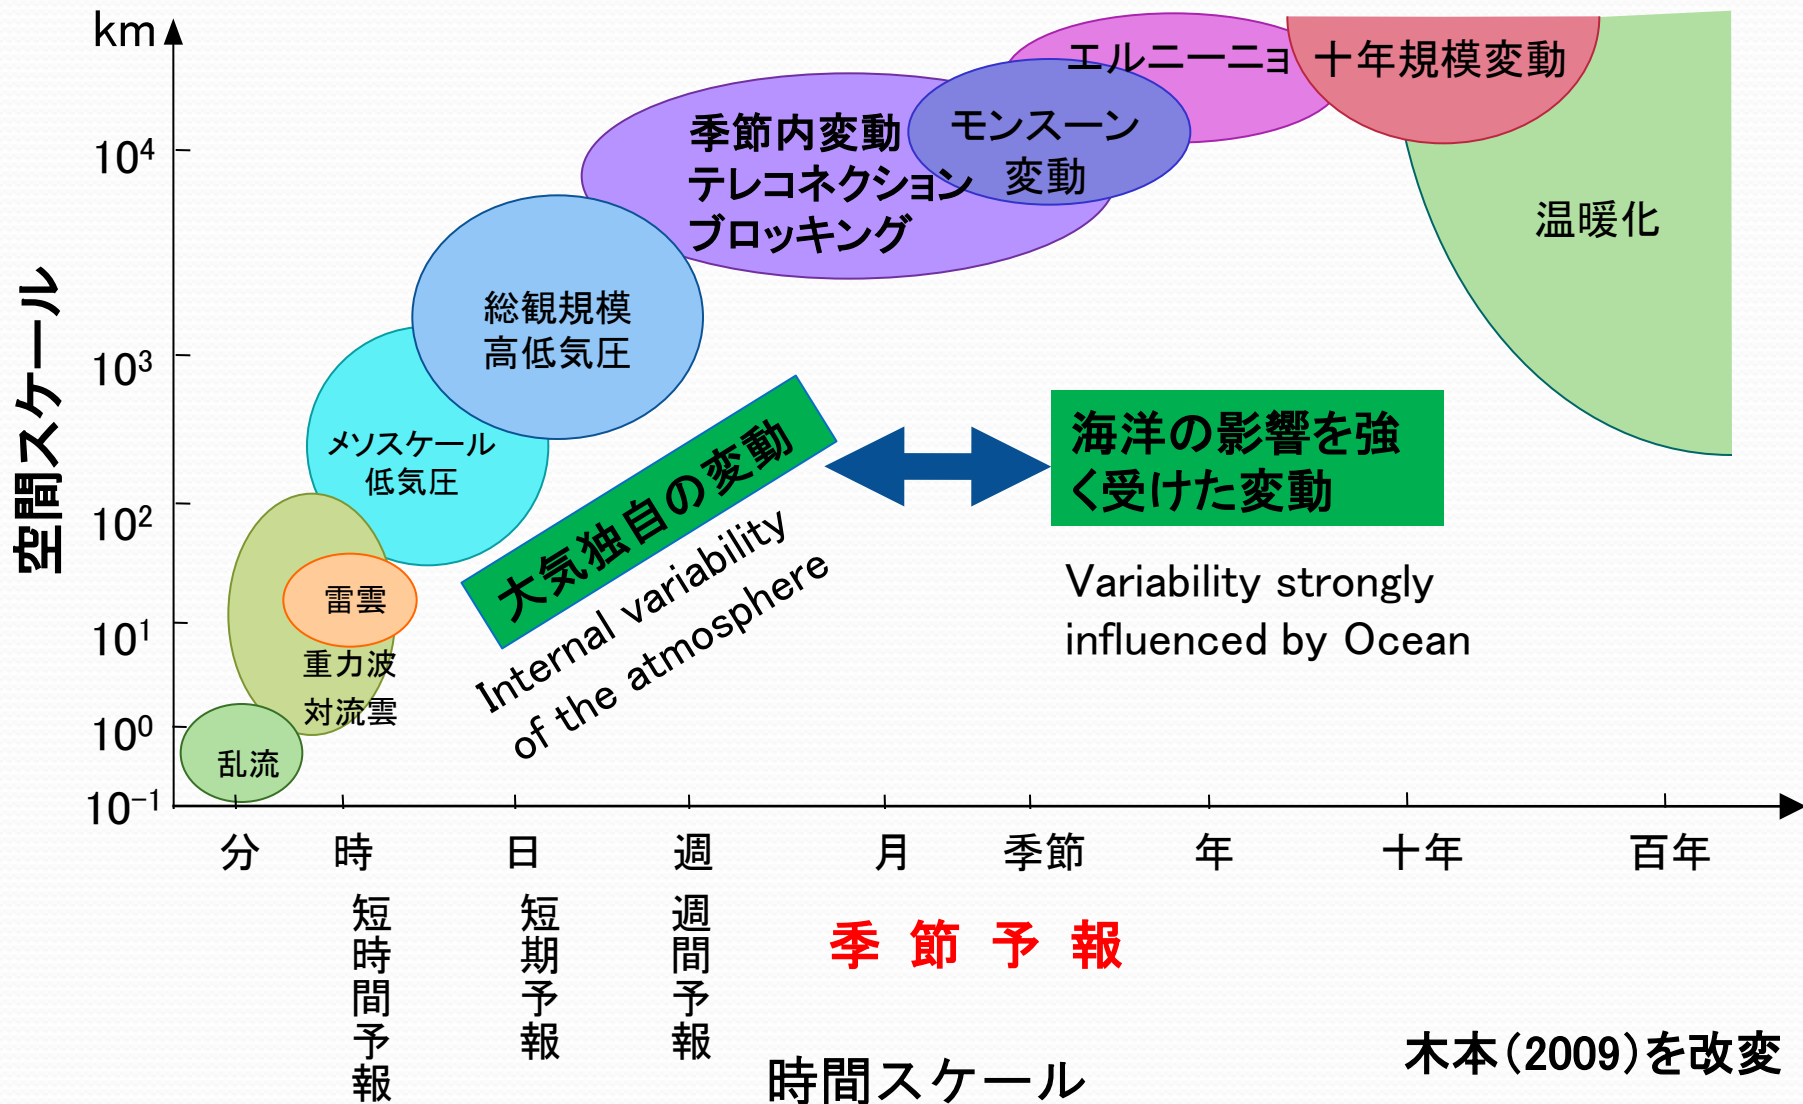 km
エルニーニョ
十年規模変動
季節内変動
テレコネクション
ブロッキング
モンスーン
変動
10⁴
温暖化
空間スケール
総観規模
高低気圧
10³
メソスケール
低気圧
大気独自の変動
Internal variability
of the atmosphere
海洋の影響を強
く受けた変動
Variability strongly
influenced by Ocean
10²
雷雲
10¹
重力波
対流雲
10⁰
乱流
10⁻¹
分
時
日
週
月
季節
年
十年
百年
短時間予報
短期予報
週間予報
季節予報
時間スケール
木本（2009）を改変